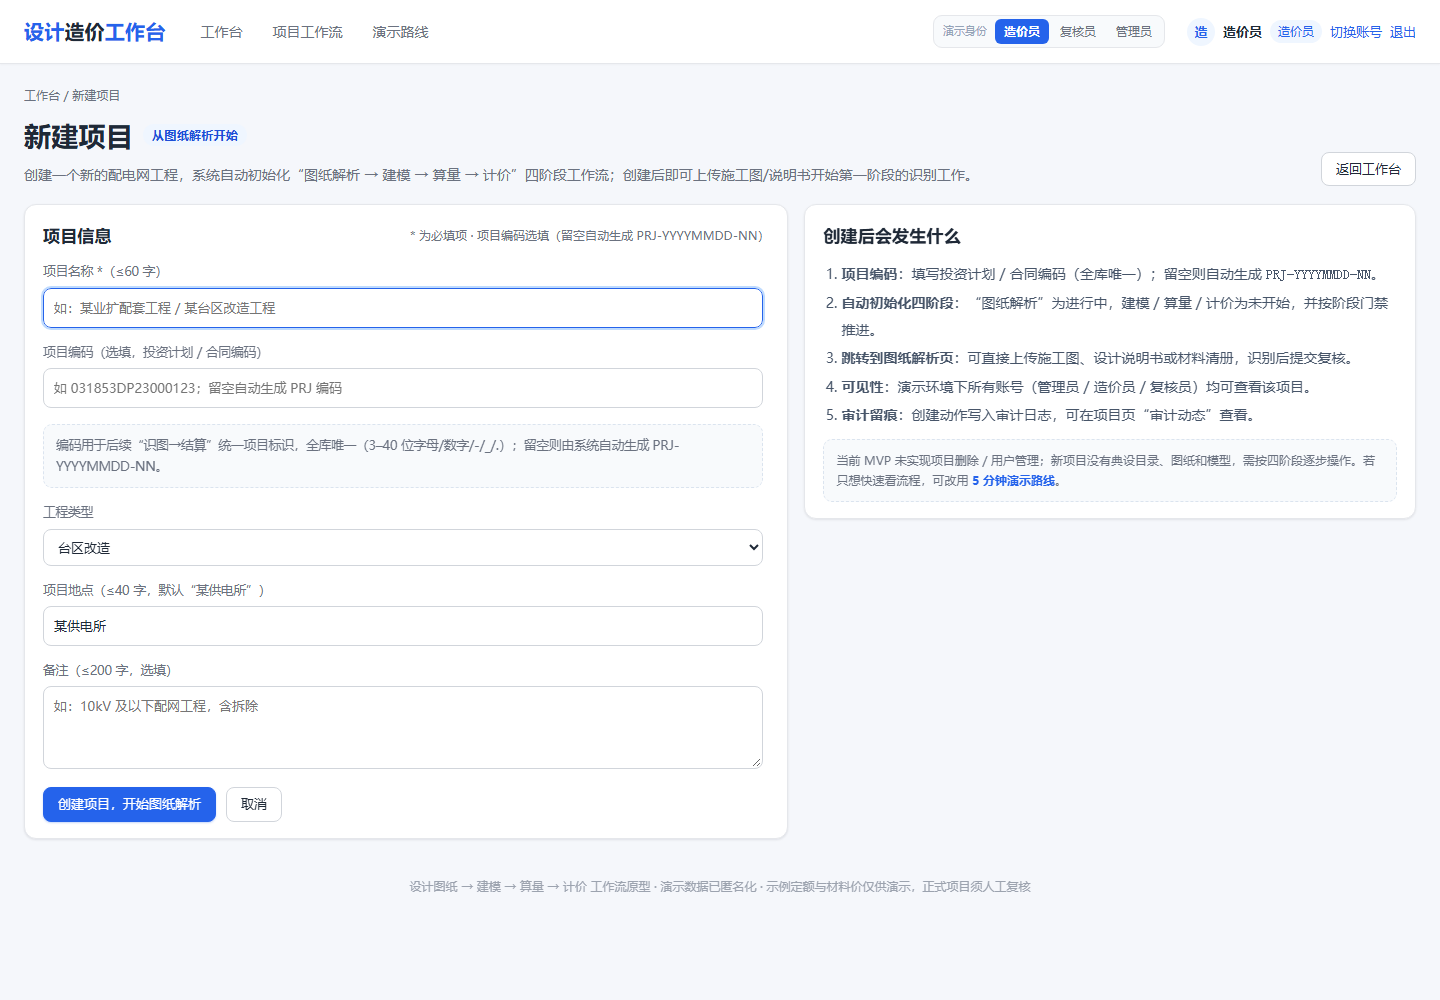 设计造价工作台
工作台
项目工作流
演示路线
演示身份
造价员
复核员
管理员
造
造价员
造价员
切换账号
退出
工作台 / 新建项目
新建项目
从图纸解析开始
创建一个新的配电网工程，系统自动初始化“图纸解析 → 建模 → 算量 → 计价”四阶段工作流；创建后即可上传施工图/说明书开始第一阶段的识别工作。
返回工作台
项目信息
* 为必填项 · 项目编码选填（留空自动生成 PRJ-YYYYMMDD-NN）
项目名称 *（≤60 字）
如：某业扩配套工程 / 某台区改造工程
项目编码（选填，投资计划 / 合同编码）
如 031853DP23000123；留空自动生成 PRJ 编码
编码用于后续“识图→结算”统一项目标识，全库唯一（3–40 位字母/数字/-/_/.）；留空则由系统自动生成 PRJ-
YYYYMMDD-NN。
工程类型
台区改造
项目地点（≤40 字，默认“某供电所”）
某供电所
备注（≤200 字，选填）
如：10kV 及以下配网工程，含拆除
创建项目，开始图纸解析
取消
创建后会发生什么
1. 项目编码：填写投资计划 / 合同编码（全库唯一）；留空则自动生成 PRJ-YYYYMMDD-NN。
2. 自动初始化四阶段：“图纸解析”为进行中，建模 / 算量 / 计价为未开始，并按阶段门禁
推进。
3. 跳转到图纸解析页：可直接上传施工图、设计说明书或材料清册，识别后提交复核。
4. 可见性：演示环境下所有账号（管理员 / 造价员 / 复核员）均可查看该项目。
5. 审计留痕：创建动作写入审计日志，可在项目页“审计动态”查看。
当前 MVP 未实现项目删除 / 用户管理；新项目没有典设目录、图纸和模型，需按四阶段逐步操作。若
只想快速看流程，可改用 5 分钟演示路线。
设计图纸 → 建模 → 算量 → 计价 工作流原型 · 演示数据已匿名化 · 示例定额与材料价仅供演示，正式项目须人工复核